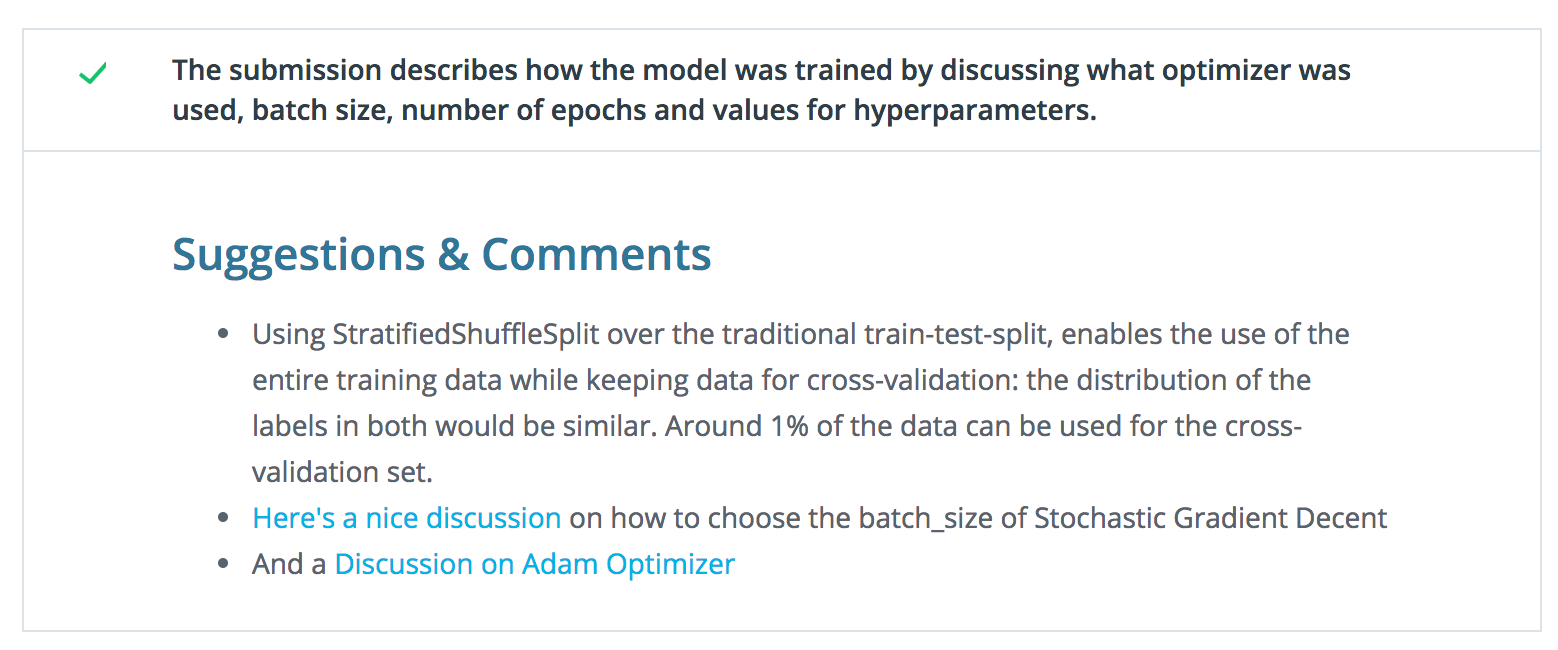 The submission describes how the model was trained by discussing what optimizer was
used, batch size, number of epochs and values for hyperparameters.
Suggestions & Comments
• Using StratifiedShuffleSplit over the traditional train-test-split, enables the use of the
entire training data while keeping data for cross-validation: the distribution of the
labels in both would be similar. Around 1% of the data can be used for the cross-
validation set.
• Here's a nice discussion on how to choose the batch_size of Stochastic Gradient Decent
• And a Discussion on Adam Optimizer